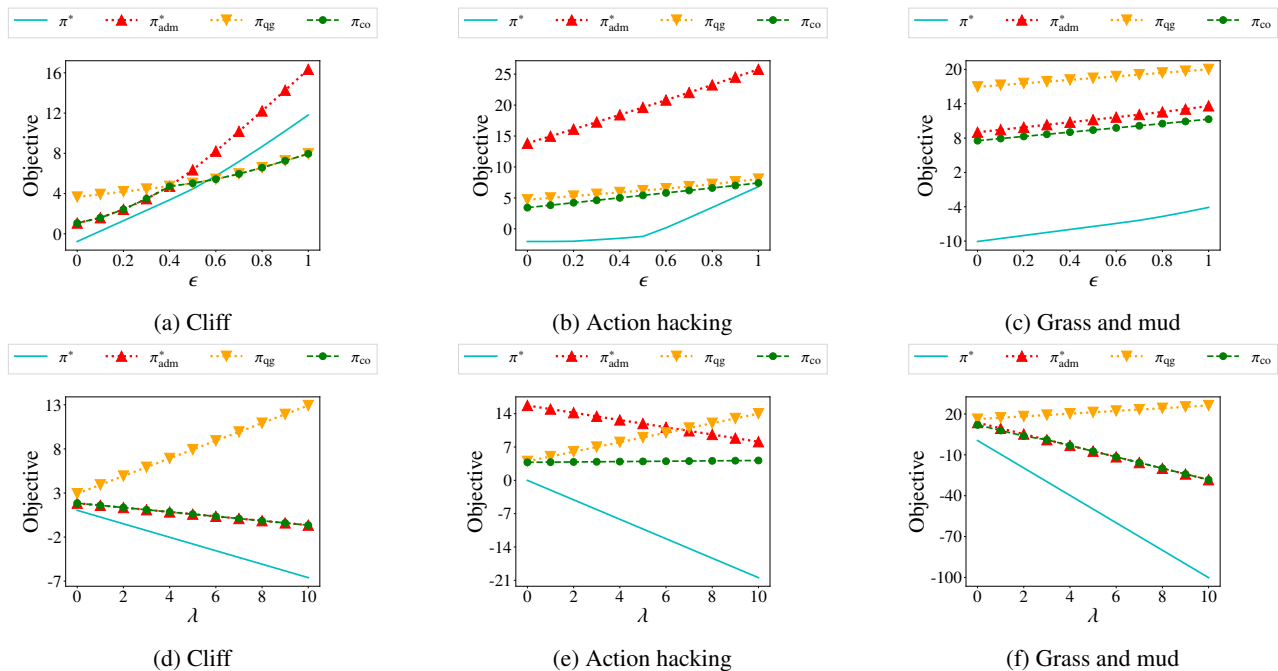 π* π*adm πqg πco
π* π*adm πqg πco
π* π*adm πqg πco
Objective
16
12
8
4
0
0 0.2 0.4 0.6 0.8 1
ϵ
(a) Cliff
Objective
25
20
15
10
5
0
0 0.2 0.4 0.6 0.8 1
ϵ
(b) Action hacking
Objective
20
14
8
2
-4
-10
0 0.2 0.4 0.6 0.8 1
ϵ
(c) Grass and mud
π* π*adm πqg πco
π* π*adm πqg πco
π* π*adm πqg πco
Objective
13
8
3
-2
-7
0 2 4 6 8 10
λ
(d) Cliff
Objective
14
7
0
-7
-14
-21
0 2 4 6 8 10
λ
(e) Action hacking
Objective
20
-10
-40
-70
-100
0 2 4 6 8 10
λ
(f) Grass and mud